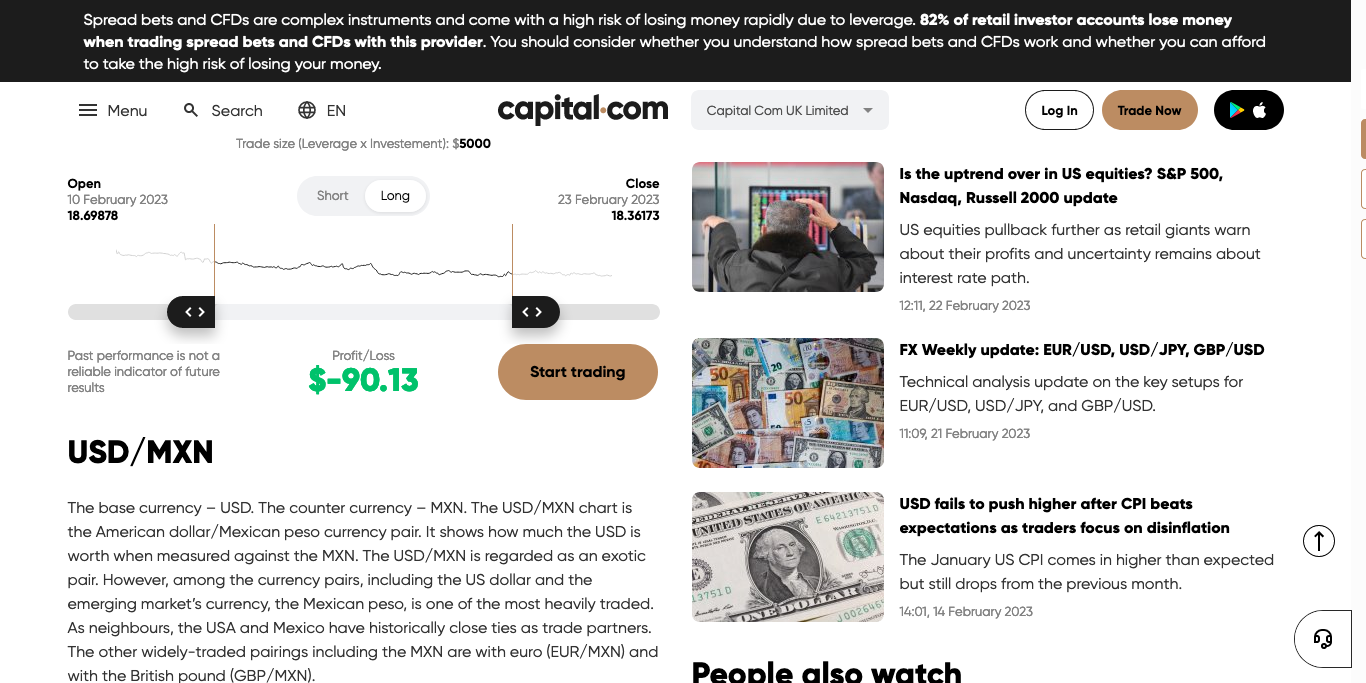 Spread bets and CFDs are complex instruments and come with a high risk of losing money rapidly due to leverage. 82% of retail investor accounts lose money
when trading spread bets and CFDs with this provider. You should consider whether you understand how spread bets and CFDs work and whether you can afford
to take the high risk of losing your money.
Menu
Search
EN
capital.com
Capital Com UK Limited
Log In
Trade Now
Trade size (Leverage x Investement): $5000
Open
10 February 2023
18.69878
Short
Long
Close
23 February 2023
18.36173
Past performance is not a
reliable indicator of future
results
Profit/Loss
$-90.13
Start trading
USD/MXN
The base currency – USD. The counter currency – MXN. The USD/MXN chart is
the American dollar/Mexican peso currency pair. It shows how much the USD is
worth when measured against the MXN. The USD/MXN is regarded as an exotic
pair. However, among the currency pairs, including the US dollar and the
emerging market's currency, the Mexican peso, is one of the most heavily traded.
As neighbours, the USA and Mexico have historically close ties as trade partners.
The other widely-traded pairings including the MXN are with euro (EUR/MXN) and
with the British pound (GBP/MXN).
Is the uptrend over in US equities? S&P 500,
Nasdaq, Russell 2000 update
US equities pullback further as retail giants warn
about their profits and uncertainty remains about
interest rate path.
12:11, 22 February 2023
FX Weekly update: EUR/USD, USD/JPY, GBP/USD
Technical analysis update on the key setups for
EUR/USD, USD/JPY, and GBP/USD.
11:09, 21 February 2023
USD fails to push higher after CPI beats
expectations as traders focus on disinflation
The January US CPI comes in higher than expected
but still drops from the previous month.
14:01, 14 February 2023
People also watch